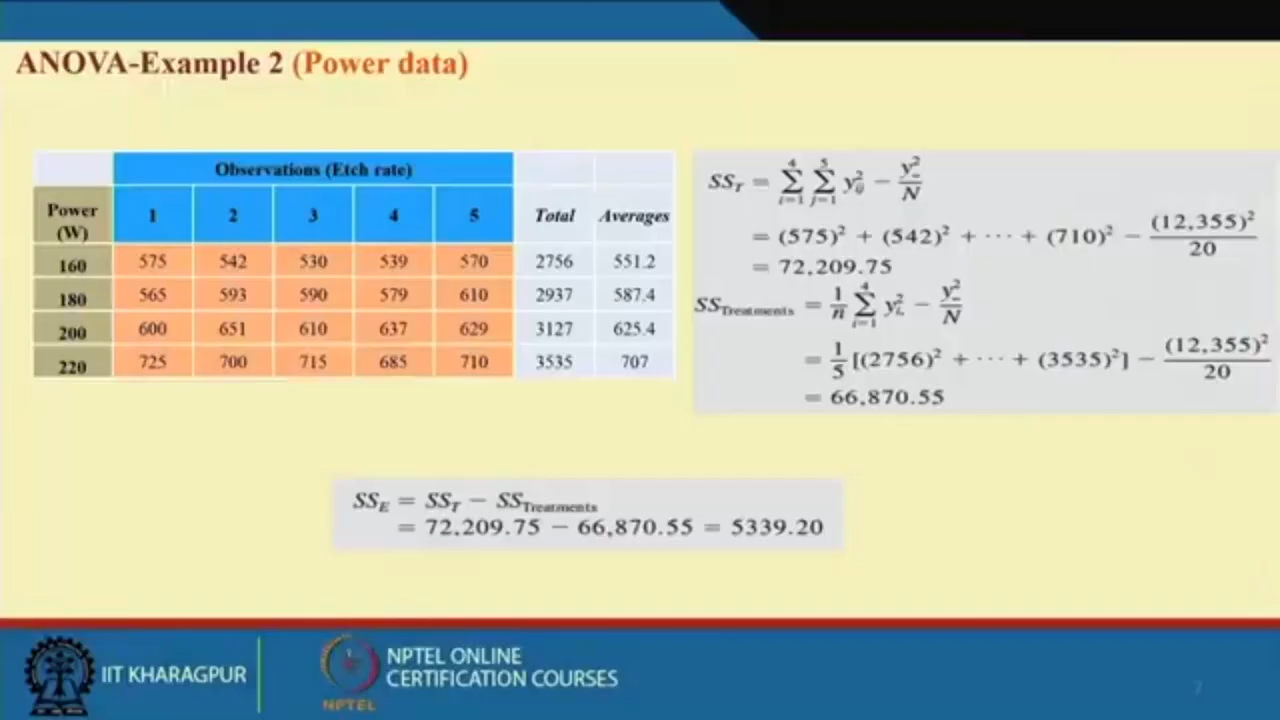 ANOVA-Example 2 (Power data)
Observations (Etch rate)
Power (W) 1 2 3 4 5 Total Averages
160 575 542 530 539 570 2756 551.2
180 565 593 590 579 610 2937 587.4
200 600 651 610 637 629 3127 625.4
220 725 700 715 685 710 3535 707
SS_T = ∑_{i=1}^{4} ∑_{j=1}^{5} y_{ij}^2 − y_{..}^2 / N
= (575)² + (542)² + ··· + (710)² − (12,355)² / 20
= 72,209.75
SS_Treatments = 1/n ∑_{i=1}^{4} y_{i.}^2 − y_{..}^2 / N
= 1/5 [(2756)² + ··· + (3535)²] − (12,355)² / 20
= 66,870.55
SS_E = SS_T − SS_Treatments
= 72,209.75 − 66,870.55 = 5339.20
IIT KHARAGPUR
NPTEL
NPTEL ONLINE
CERTIFICATION COURSES
7